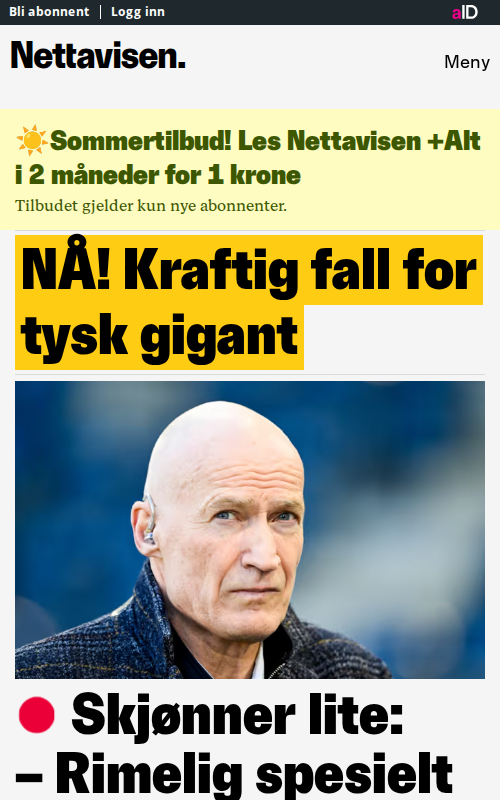 Bli abonnent | Logg inn
aID
Nettavisen.
Meny
☀️Sommertilbud! Les Nettavisen +Alt
i 2 måneder for 1 krone
Tilbudet gjelder kun nye abonnenter.
NÅ! Kraftig fall for
tysk gigant
Skjønner lite:
– Rimelig spesielt